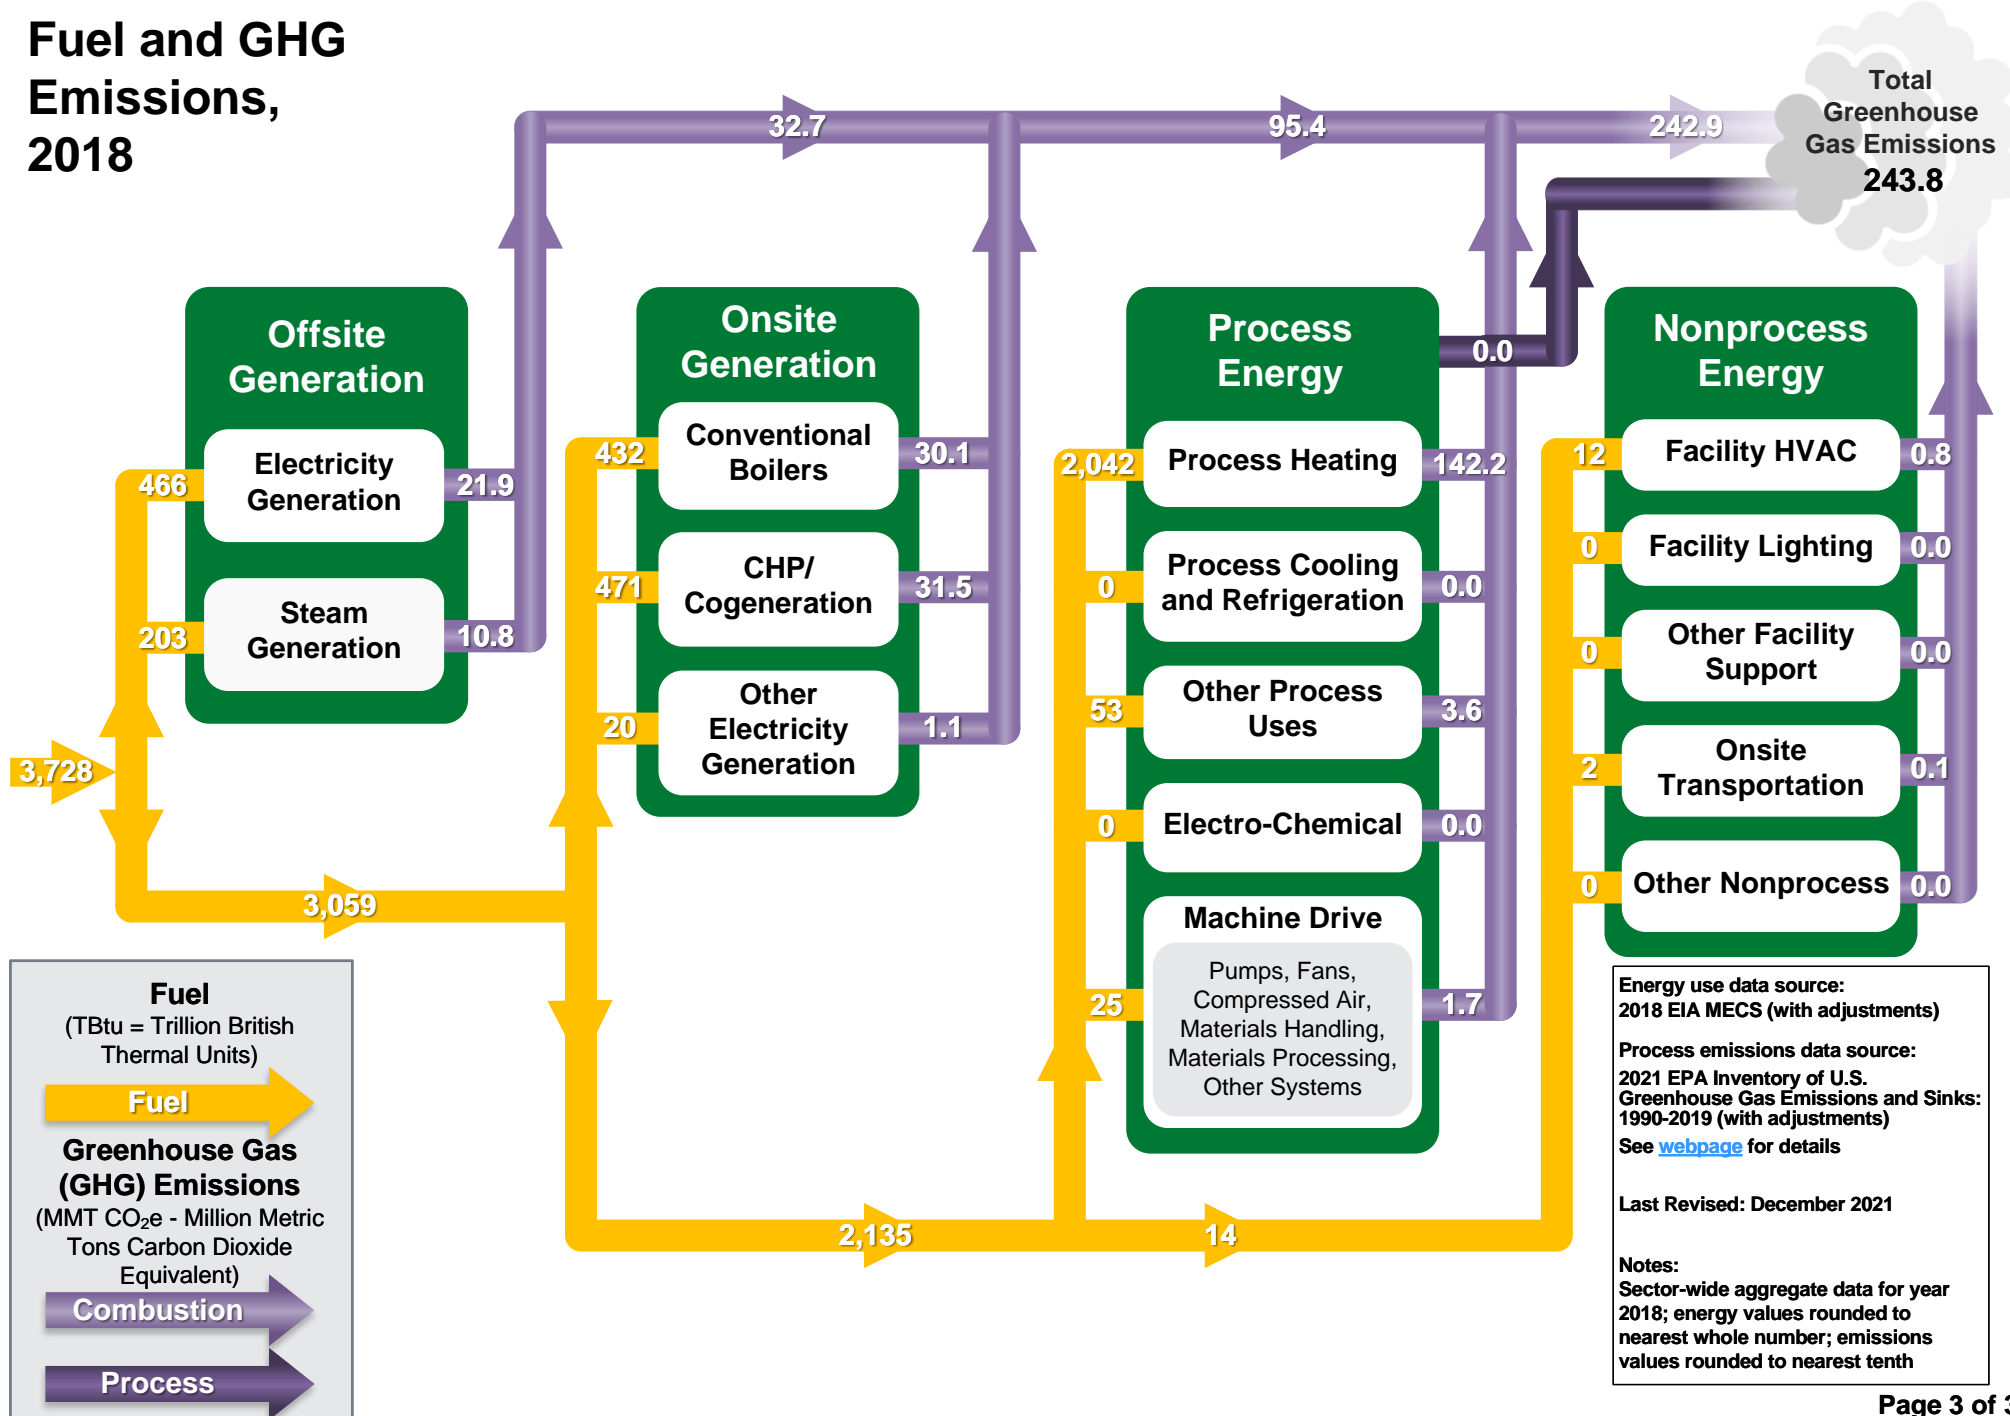 Fuel and GHG
Emissions,
2018
32.7
95.4
242.9
Total
Greenhouse
Gas Emissions
243.8
Offsite
Generation
466
Electricity
Generation
21.9
203
Steam
Generation
10.8
3,728
3,059
Onsite
Generation
432
Conventional
Boilers
30.1
471
CHP/
Cogeneration
31.5
20
Other
Electricity
Generation
1.1
2,135
14
Process
Energy
0.0
2,042
Process Heating
142.2
0
Process Cooling
and Refrigeration
0.0
53
Other Process
Uses
3.6
0
Electro-Chemical
0.0
Machine Drive
25
Pumps, Fans,
Compressed Air,
Materials Handling,
Materials Processing,
Other Systems
1.7
Nonprocess
Energy
12
Facility HVAC
0.8
0
Facility Lighting
0.0
0
Other Facility
Support
0.0
2
Onsite
Transportation
0.1
0
Other Nonprocess
0.0
Fuel
(TBtu = Trillion British
Thermal Units)
Fuel
Greenhouse Gas
(GHG) Emissions
(MMT CO₂e - Million Metric
Tons Carbon Dioxide
Equivalent)
Combustion
Process
Energy use data source:
2018 EIA MECS (with adjustments)
Process emissions data source:
2021 EPA Inventory of U.S.
Greenhouse Gas Emissions and Sinks:
1990-2019 (with adjustments)
See webpage for details
Last Revised: December 2021
Notes:
Sector-wide aggregate data for year
2018; energy values rounded to
nearest whole number; emissions
values rounded to nearest tenth
Page 3 of 3